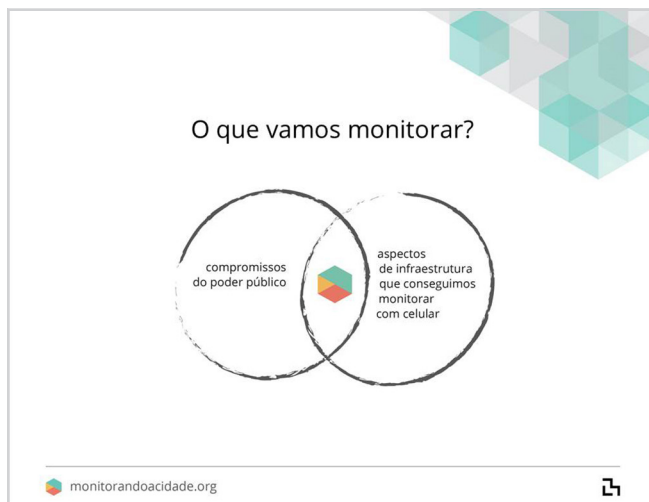 O que vamos monitorar?
compromissos
do poder público
aspectos
de infraestrutura
que conseguimos
monitorar
com celular
monitorandoacidade.org